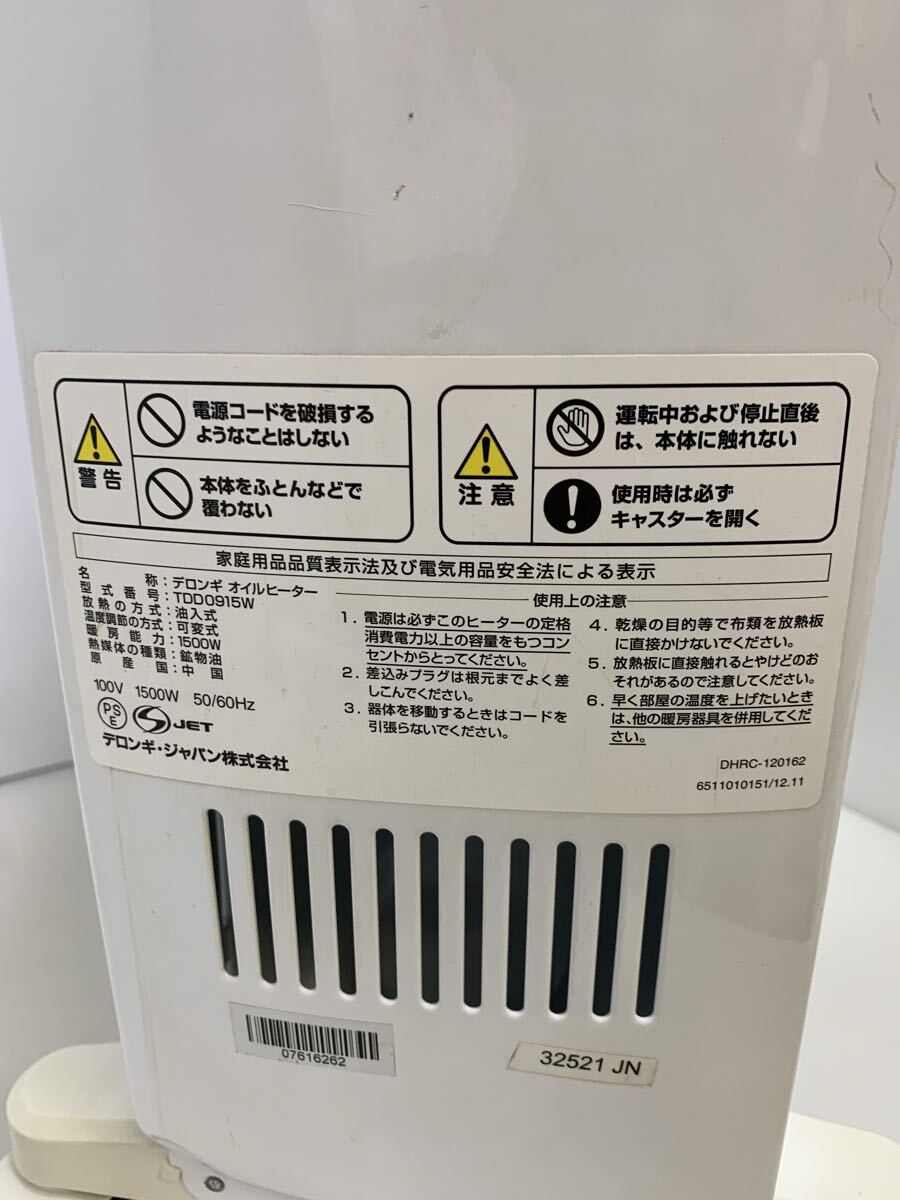 警告
電源コードを破損する
ようなことはしない
本体をふとんなどで
覆わない
注意
運転中および停止直後
は、本体に触れない
使用時は必ず
キャスターを開く
家庭用品品質表示法及び電気用品安全法による表示
名称：デロンギ オイルヒーター
型式番号：TDD0915W
放熱の方式：油入式
温度調節の方式：可変式
暖房能力：1500W
熱媒体の種類：鉱物油
原産国：中国
100V 1500W 50/60Hz
PSE JET
デロンギ・ジャパン株式会社
使用上の注意
1．電源は必ずこのヒーターの定格
消費電力以上の容量をもつコン
セントからとってください。
2．差込みプラグは根元までよく差
しこんでください。
3．器体を移動するときはコードを
引張らないでください。
4．乾燥の目的等で布類を放熱板
に直接かけないでください。
5．放熱板に直接触れるとやけどのお
それがあるので注意してください。
6．早く部屋の温度を上げたいとき
は、他の暖房器具を併用してくだ
さい。
DHRC-120162
6511010151/12.11
07616262
32521 JN